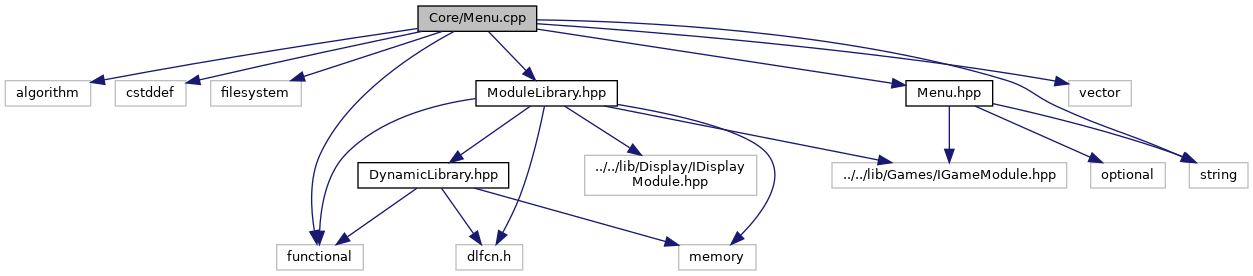 Core/Menu.cpp
algorithm
cstddef
filesystem
ModuleLibrary.hpp
Menu.hpp
vector
DynamicLibrary.hpp
../../lib/Display/IDisplay
Module.hpp
../../lib/Games/IGameModule.hpp
optional
string
functional
dlfcn.h
memory